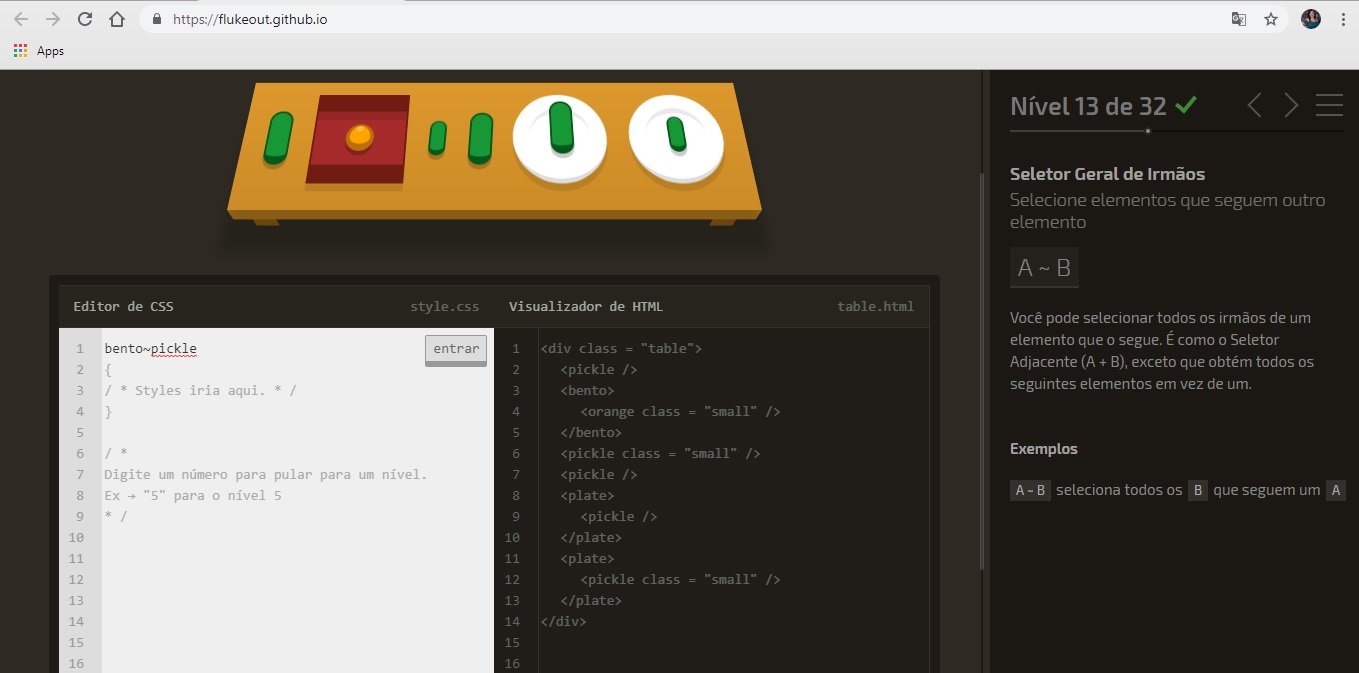 https://flukeout.github.io
Apps
Nível 13 de 32
Seletor Geral de Irmãos
Selecione elementos que seguem outro
elemento
A ~ B
Você pode selecionar todos os irmãos de um
elemento que o segue. É como o Seletor
Adjacente (A + B), exceto que obtém todos os
seguintes elementos em vez de um.
Exemplos
A ~ B seleciona todos os B que seguem um A
Editor de CSS style.css
1 bento~pickle entrar
2 {
3 / * Styles iria aqui. * /
4 }
5
6 / *
7 Digite um número para pular para um nível.
8 Ex → "5" para o nível 5
9 * /
10
11
12
13
14
15
16
Visualizador de HTML table.html
1 <div class = "table">
2 <pickle />
3 <bento>
4 <orange class = "small" />
5 </bento>
6 <pickle class = "small" />
7 <pickle />
8 <plate>
9 <pickle />
10 </plate>
11 <plate>
12 <pickle class = "small" />
13 </plate>
14 </div>
15
16